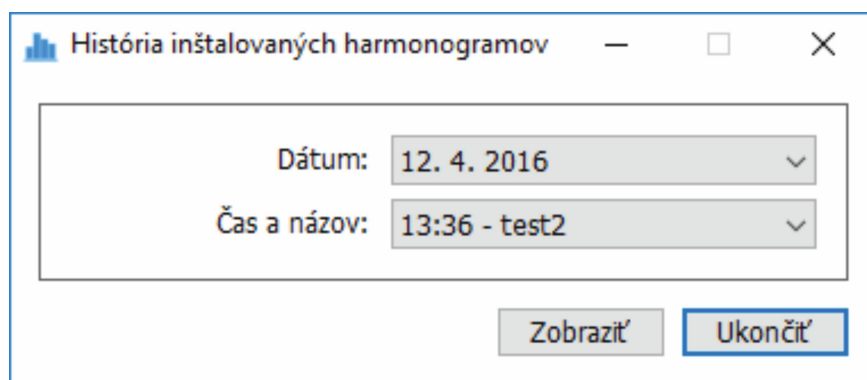 História inštalovaných harmonogramov
Dátum: 12. 4. 2016
Čas a názov: 13:36 - test2
Zobraziť Ukončiť